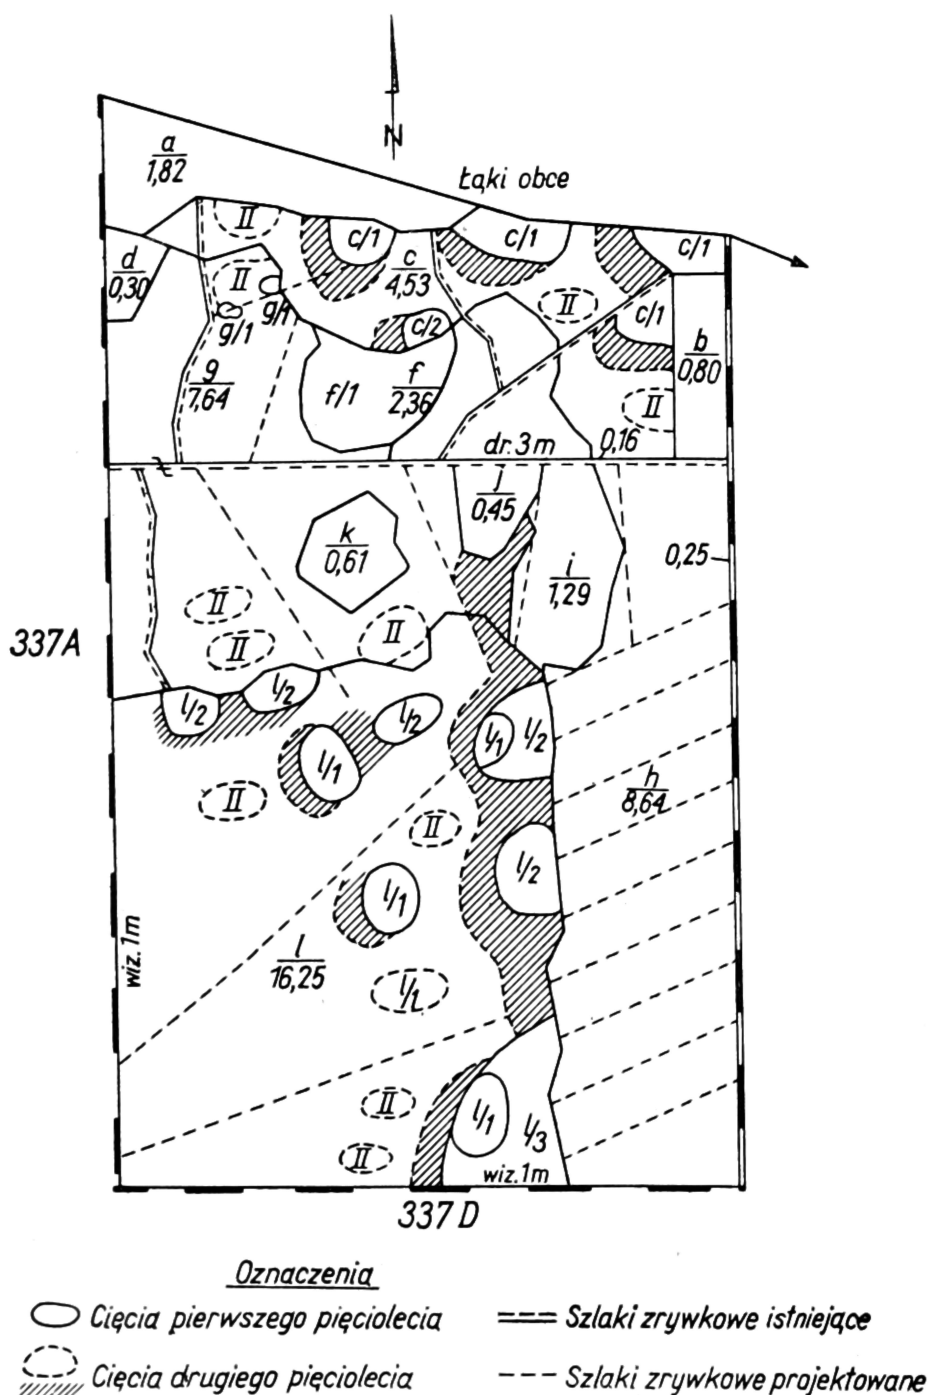 N
a
1,82
Łąki obce
II
c/1
c/1
c/1
d
0,30
II
c
4,53
g/1
g/1
II
c/1
c/2
b
0,80
g
7,64
f/1
f
2,36
II
0,16
dr. 3 m
j
0,45
k
0,61
i
1,29
0,25
II
II
II
337A
l/2
l/2
l/2
l/1
l/1
l/2
II
II
h
8,64
l/2
l/1
wiz. 1m
l
16,25
II
l/1
l/3
II
wiz. 1m
337 D
Oznaczenia
Cięcia pierwszego pięciolecia
Szlaki zrywkowe istniejące
Cięcia drugiego pięciolecia
Szlaki zrywkowe projektowane